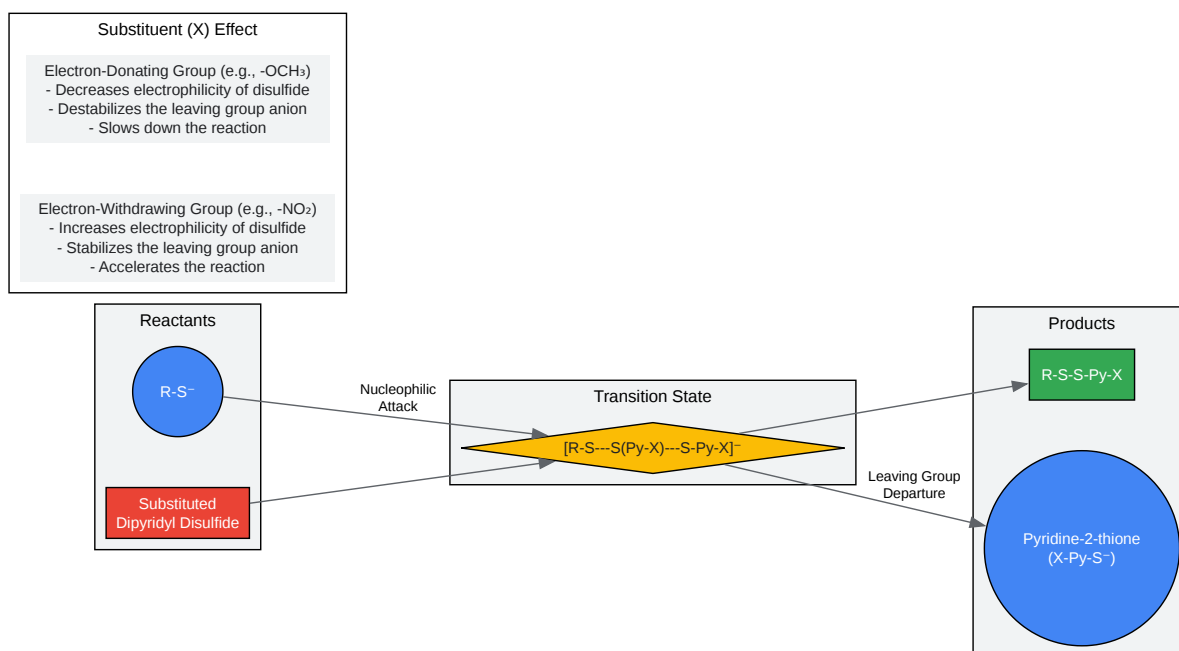 Substituent (X) Effect
Electron-Donating Group (e.g., -OCH₃)
- Decreases electrophilicity of disulfide
- Destabilizes the leaving group anion
- Slows down the reaction
Electron-Withdrawing Group (e.g., -NO₂)
- Increases electrophilicity of disulfide
- Stabilizes the leaving group anion
- Accelerates the reaction
Reactants
R-S⁻
Substituted
Dipyridyl Disulfide
Nucleophilic
Attack
Transition State
[R-S---S(Py-X)---S-Py-X]⁻
Leaving Group
Departure
Products
R-S-S-Py-X
Pyridine-2-thione
(X-Py-S⁻)